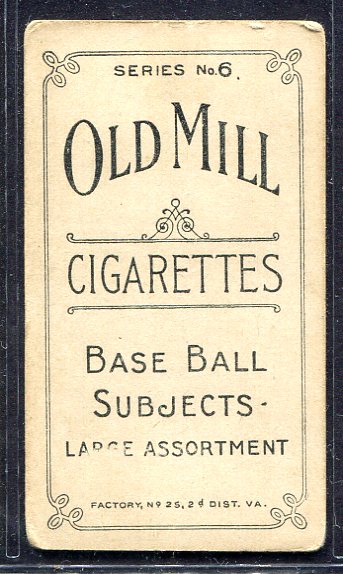 SERIES No.6.
OLD MILL
CIGARETTES
BASE BALL
SUBJECTS-
LARGE ASSORTMENT
FACTORY, No 25, 2d DIST. VA.